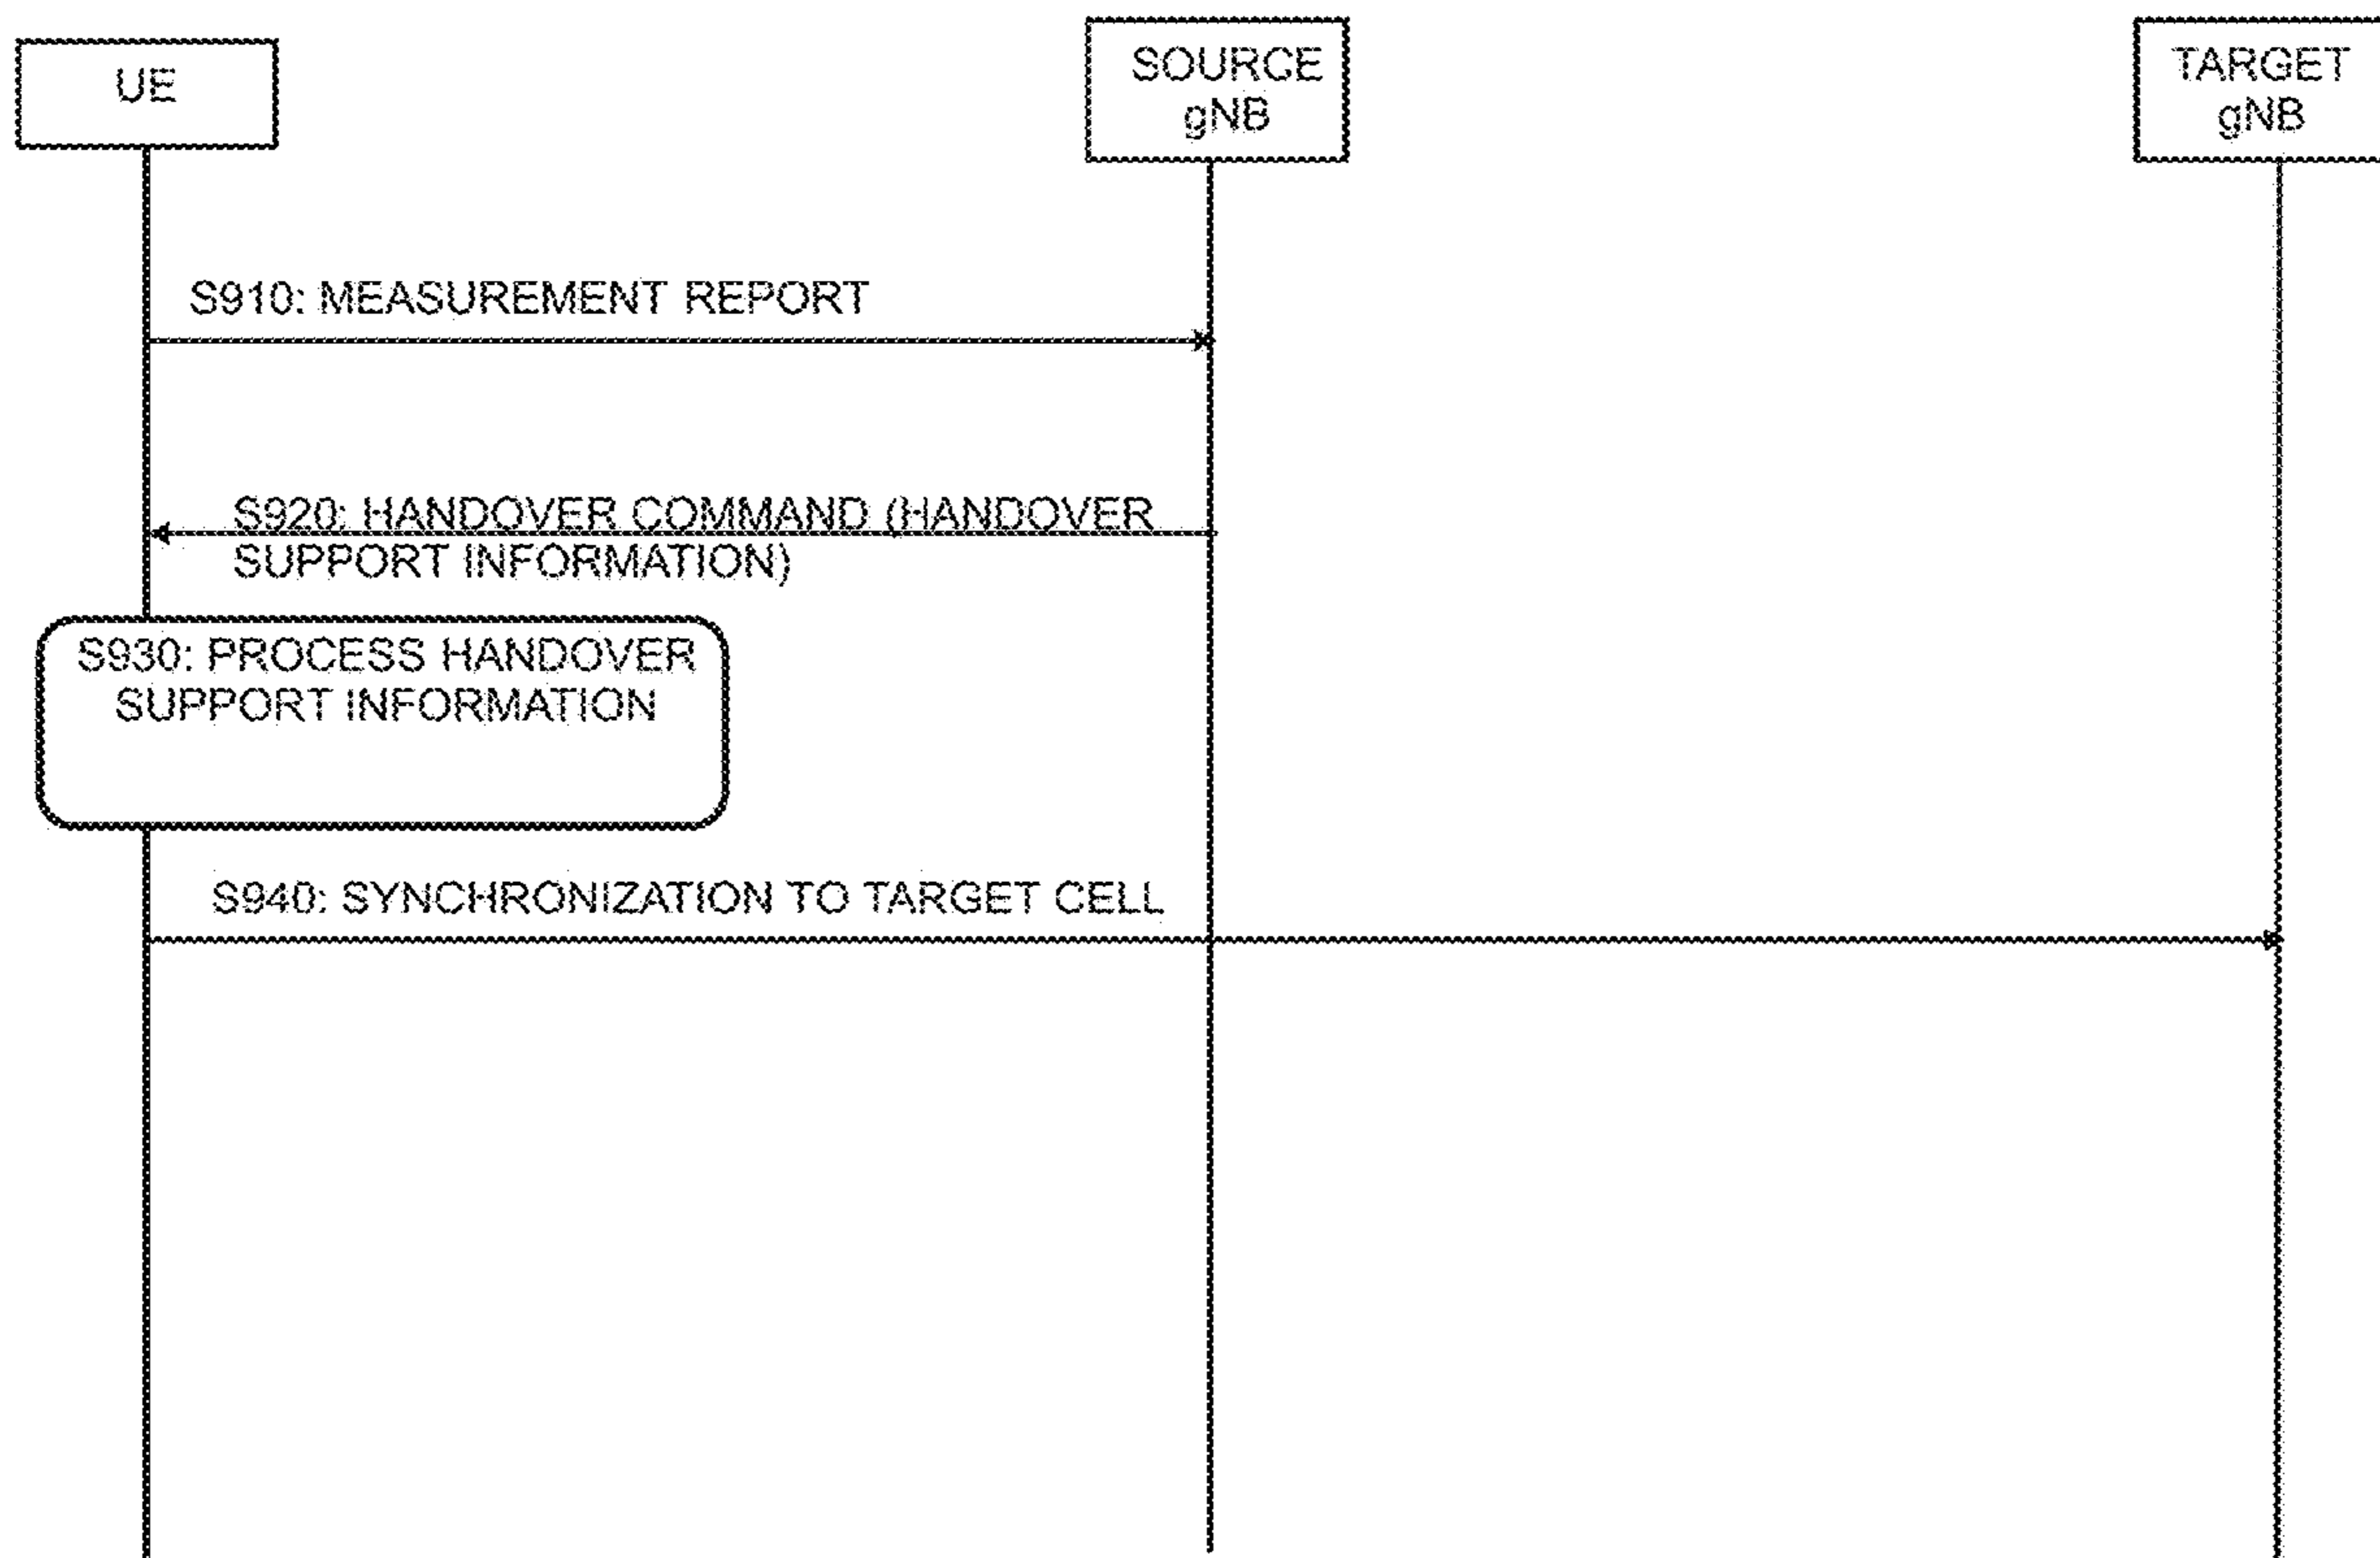 UE
SOURCE
gNB
TARGET
gNB
S910: MEASUREMENT REPORT
S920: HANDOVER COMMAND (HANDOVER
SUPPORT INFORMATION)
S930: PROCESS HANDOVER
SUPPORT INFORMATION
S940: SYNCHRONIZATION TO TARGET CELL